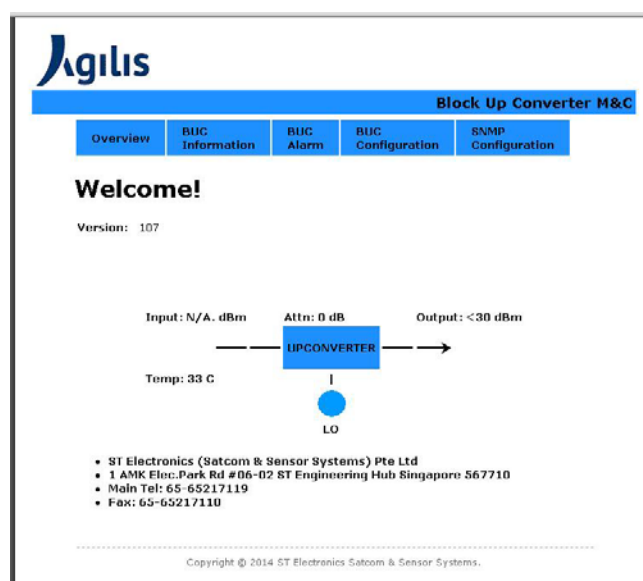 Agilis
Block Up Converter M&C
Overview
BUC Information
BUC Alarm
BUC Configuration
SNMP Configuration
Welcome!
Version: 107
Input: N/A. dBm Attn: 0 dB Output: <30 dBm
UPCONVERTER
Temp: 33 C
LO
• ST Electronics (Satcom & Sensor Systems) Pte Ltd
• 1 AMK Elec.Park Rd #06-02 ST Engineering Hub Singapore 567710
• Main Tel: 65-65217119
• Fax: 65-65217110
Copyright © 2014 ST Electronics Satcom & Sensor Systems.